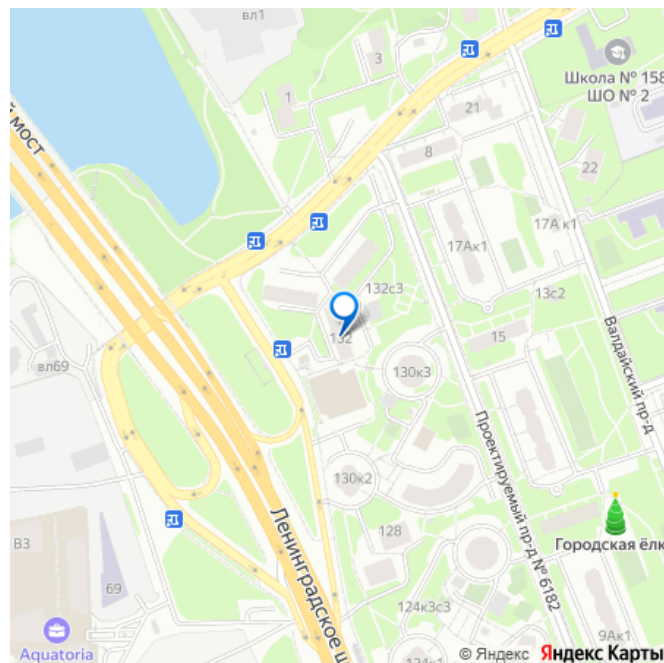 вл1
3
1
Школа № 158
ШО № 2
21
8
22
й мост
17А к1
17Ак1
132с3
13с2
132
15
вл69
130к3
Валдайский пр-д
Проектируемый пр-д № 6182
130к2
Ленинградское ш
128
Городская ёлк
В3
69
124к3с3
9Ак1
124к1
Aquatoria
© Яндекс Яндекс Карты